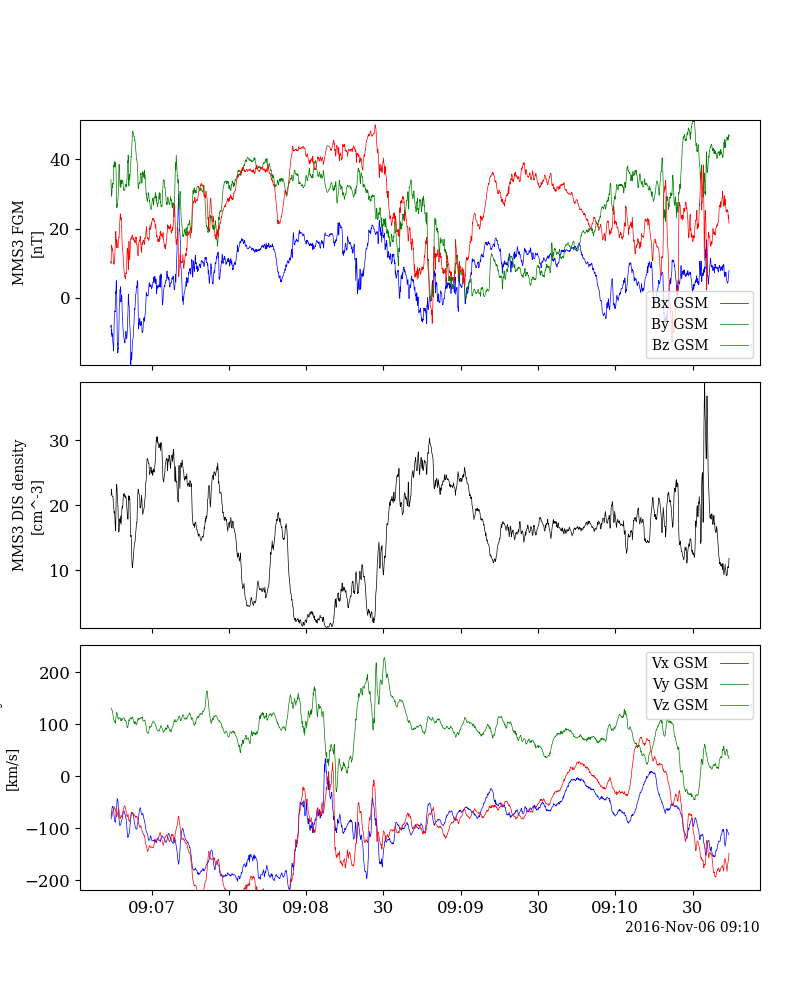 MMS3 FGM
[nT]
40
20
0
Bx GSM
By GSM
Bz GSM
MMS3 DIS density
[cm^-3]
30
20
10
[km/s]
200
100
0
−100
−200
Vx GSM
Vy GSM
Vz GSM
09:07
30
09:08
30
09:09
30
09:10
30
2016-Nov-06 09:10